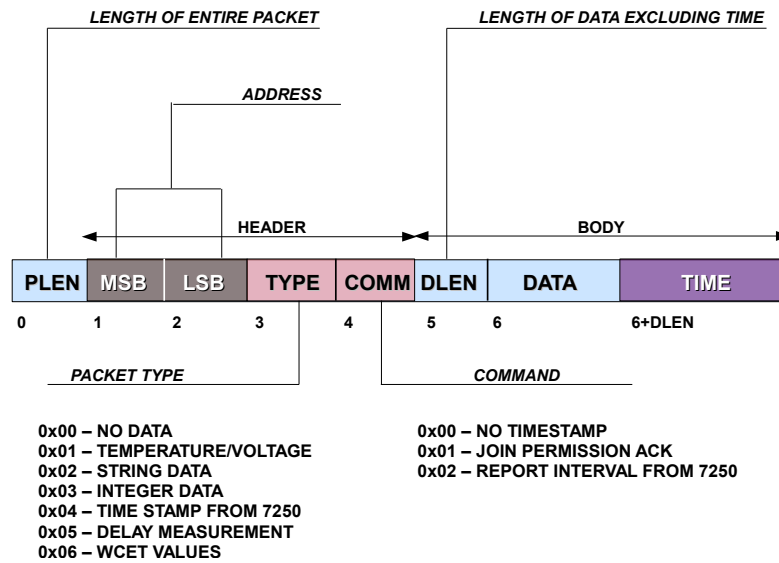 LENGTH OF ENTIRE PACKET
LENGTH OF DATA EXCLUDING TIME
ADDRESS
HEADER
BODY
PLEN MSB LSB TYPE COMM DLEN DATA TIME
0 1 2 3 4 5 6 6+DLEN
PACKET TYPE
COMMAND
0x00 – NO DATA
0x01 – TEMPERATURE/VOLTAGE
0x02 – STRING DATA
0x03 – INTEGER DATA
0x04 – TIME STAMP FROM 7250
0x05 – DELAY MEASUREMENT
0x06 – WCET VALUES
0x00 – NO TIMESTAMP
0x01 – JOIN PERMISSION ACK
0x02 – REPORT INTERVAL FROM 7250